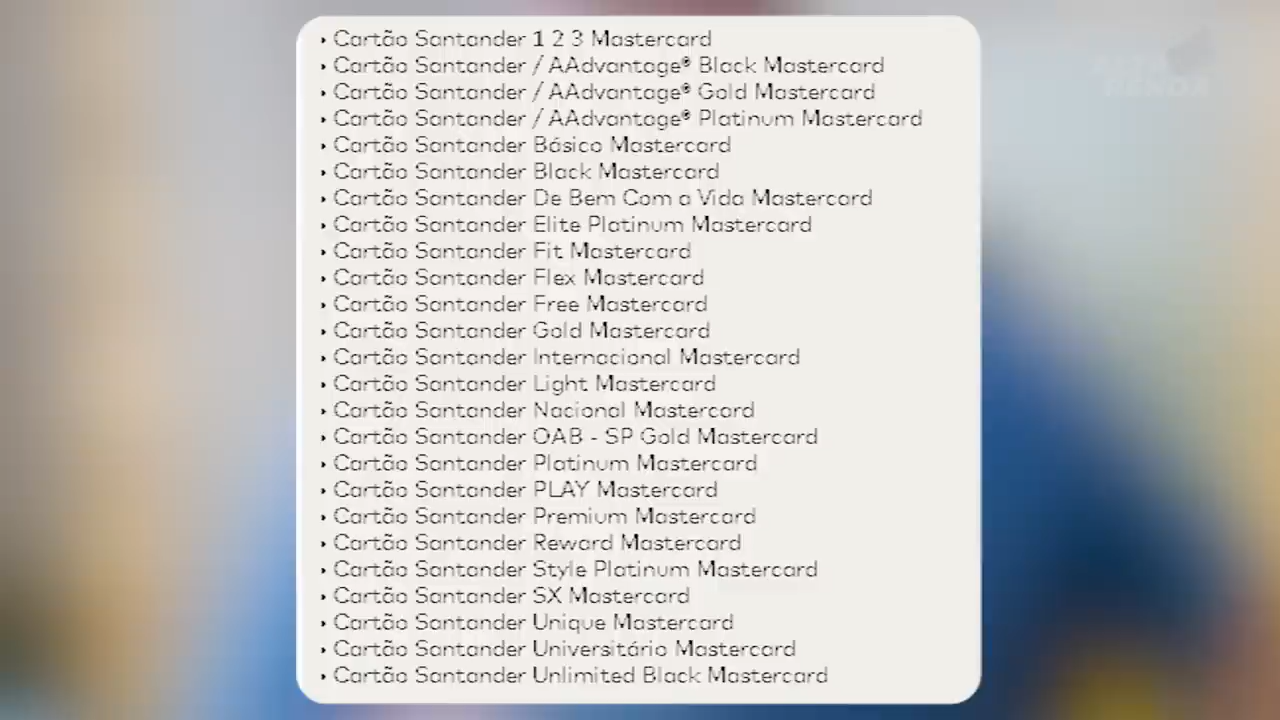 • Cartão Santander 1 2 3 Mastercard
• Cartão Santander / AAdvantage® Black Mastercard
• Cartão Santander / AAdvantage® Gold Mastercard
• Cartão Santander / AAdvantage® Platinum Mastercard
• Cartão Santander Básico Mastercard
• Cartão Santander Black Mastercard
• Cartão Santander De Bem Com a Vida Mastercard
• Cartão Santander Elite Platinum Mastercard
• Cartão Santander Fit Mastercard
• Cartão Santander Flex Mastercard
• Cartão Santander Free Mastercard
• Cartão Santander Gold Mastercard
• Cartão Santander Internacional Mastercard
• Cartão Santander Light Mastercard
• Cartão Santander Nacional Mastercard
• Cartão Santander OAB - SP Gold Mastercard
• Cartão Santander Platinum Mastercard
• Cartão Santander PLAY Mastercard
• Cartão Santander Premium Mastercard
• Cartão Santander Reward Mastercard
• Cartão Santander Style Platinum Mastercard
• Cartão Santander SX Mastercard
• Cartão Santander Unique Mastercard
• Cartão Santander Universitário Mastercard
• Cartão Santander Unlimited Black Mastercard